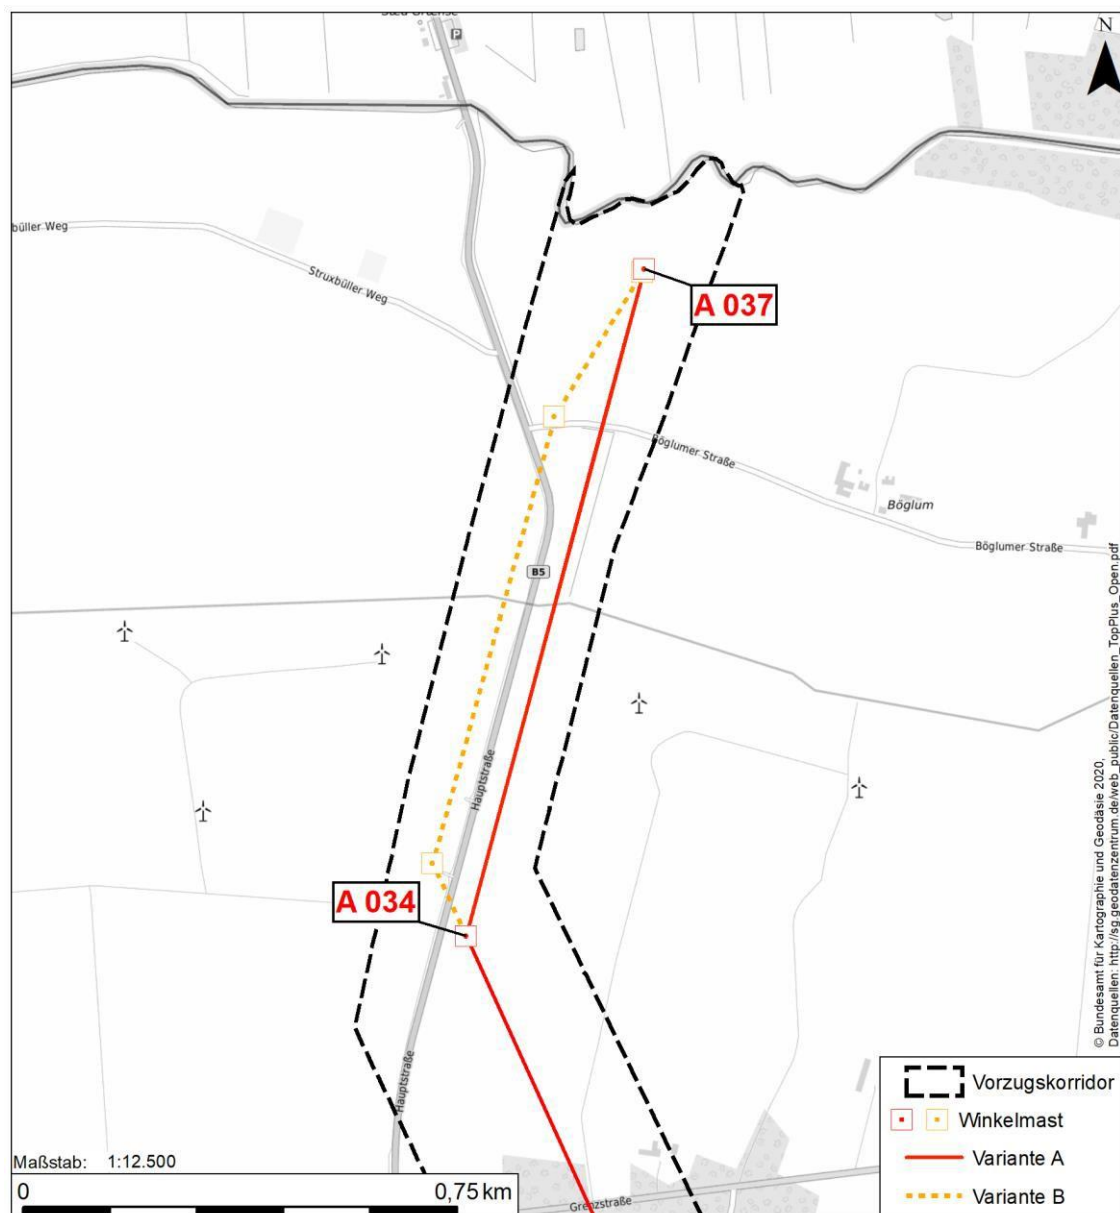 N
P
büller Weg
Struxbüller Weg
A 037
Böglumer Straße
Böglum
Böglumer Straße
B5
Hauptstraße
A 034
Hauptstraße
Grenzstraße
© Bundesamt für Kartographie und Geodäsie 2020,
Datenquellen: http://sg.geodatenzentrum.de/web_public/Datenquellen_TopPlus_Open.pdf
Vorzugskorridor
Winkelmast
Variante A
Variante B
Maßstab: 1:12.500
0 0,75 km